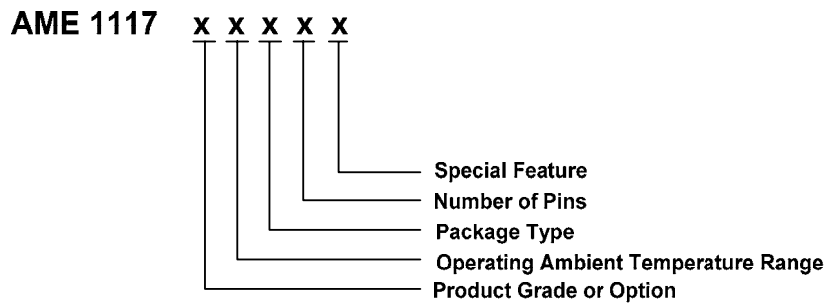 AME 1117 x x x x x
Special Feature
Number of Pins
Package Type
Operating Ambient Temperature Range
Product Grade or Option